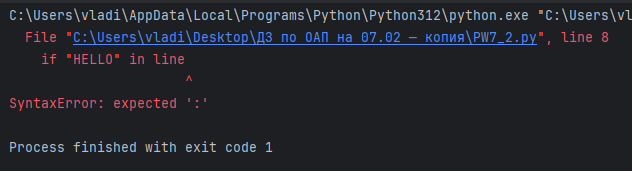 C:\Users\vladi\AppData\Local\Programs\Python\Python312\python.exe "C:\Users\vl
File "C:\Users\vladi\Desktop\ДЗ по ОАП на 07.02 — копия\PW7_2.py", line 8
if "HELLO" in line
^
SyntaxError: expected ':'
Process finished with exit code 1